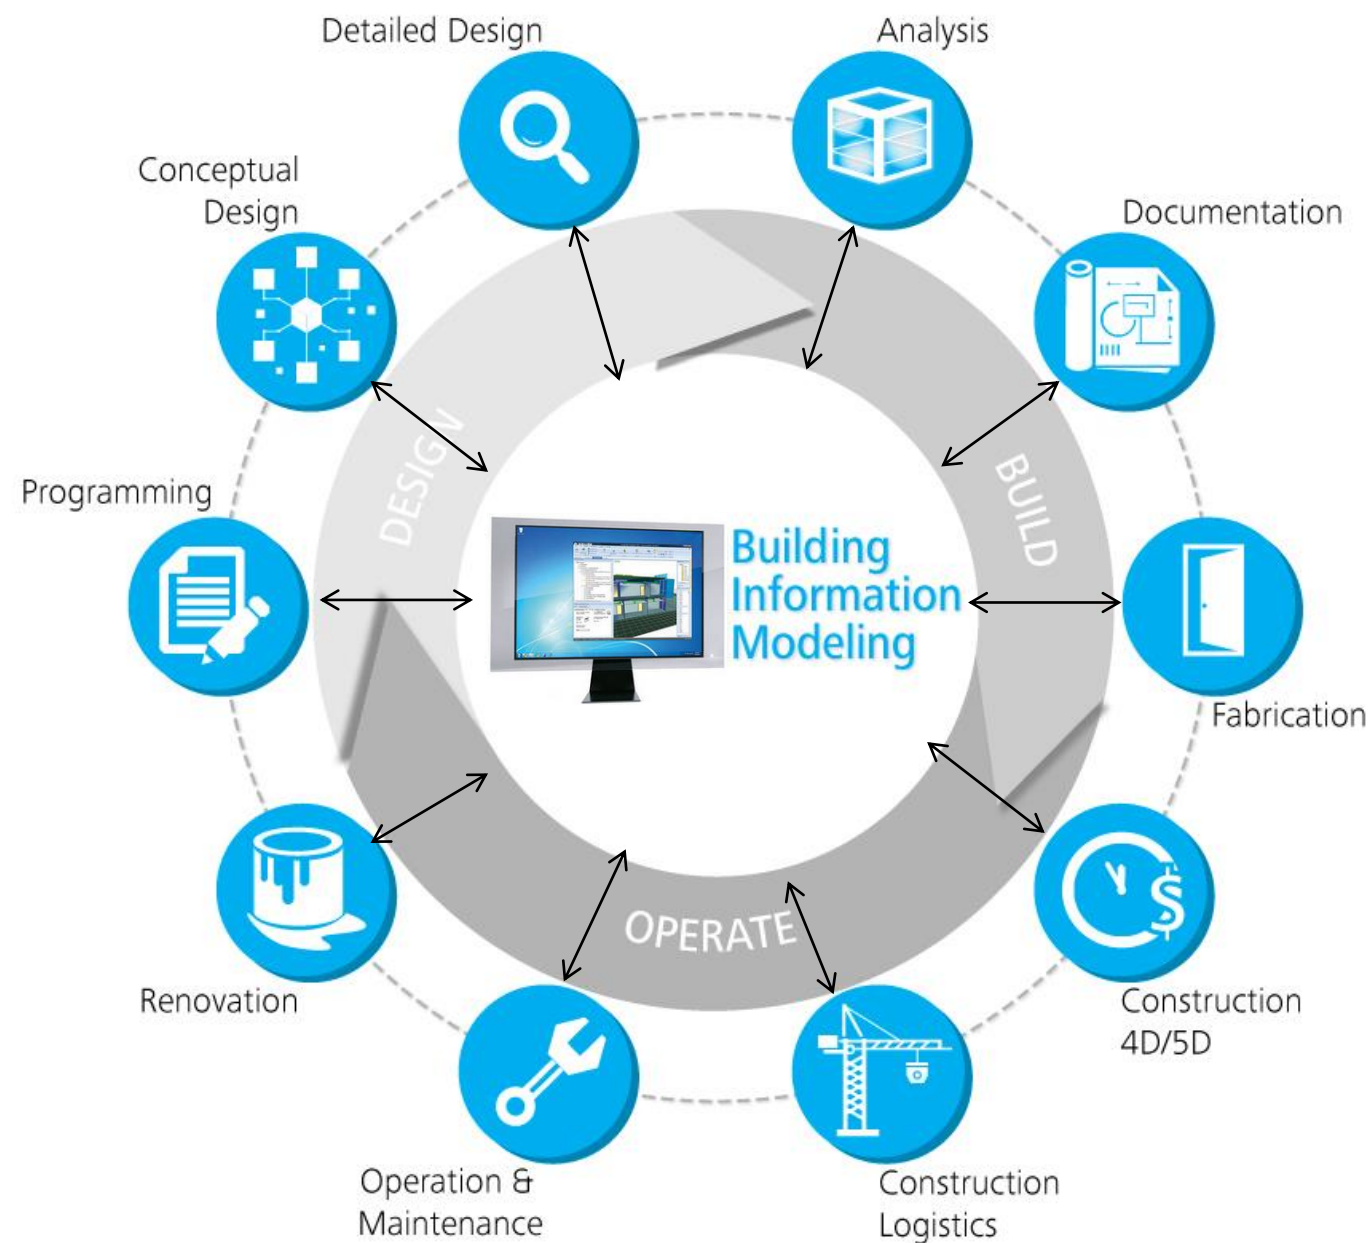 Detailed Design
Analysis
Conceptual
Design
Documentation
Programming
DESIGN
BUILD
Building
Information
Modeling
Fabrication
Renovation
OPERATE
$
Construction
4D/5D
Operation &
Maintenance
Construction
Logistics